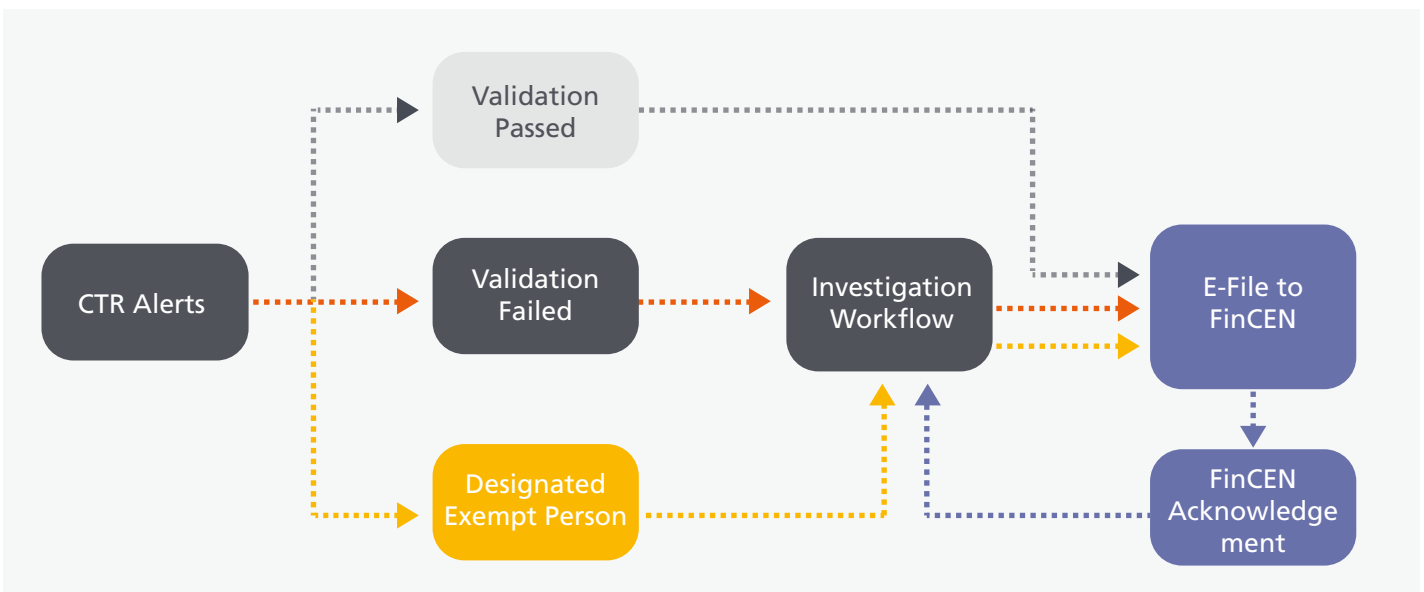 Validation
Passed
CTR Alerts
Validation
Failed
Investigation
Workflow
E-File to
FinCEN
Designated
Exempt Person
FinCEN
Acknowledge
ment